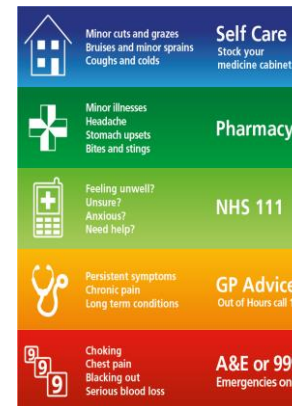 Minor cuts and grazes
Bruises and minor sprains
Coughs and colds
Self Care
Stock your
medicine cabinet
Minor illnesses
Headache
Stomach upsets
Bites and stings
Pharmacy
Feeling unwell?
Unsure?
Anxious?
Need help?
NHS 111
Persistent symptoms
Chronic pain
Long term conditions
GP Advice
Out of Hours call
9
9
9
Choking
Chest pain
Blacking out
Serious blood loss
A&E or 99
Emergencies on